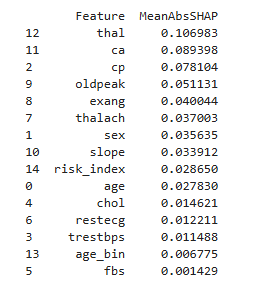 Feature MeanAbsSHAP
12 thal 0.106983
11 ca 0.089398
2 cp 0.078104
9 oldpeak 0.051131
8 exang 0.040044
7 thalach 0.037003
1 sex 0.035635
10 slope 0.033912
14 risk_index 0.028650
0 age 0.027830
4 chol 0.014621
6 restecg 0.012211
3 trestbps 0.011488
13 age_bin 0.006775
5 fbs 0.001429